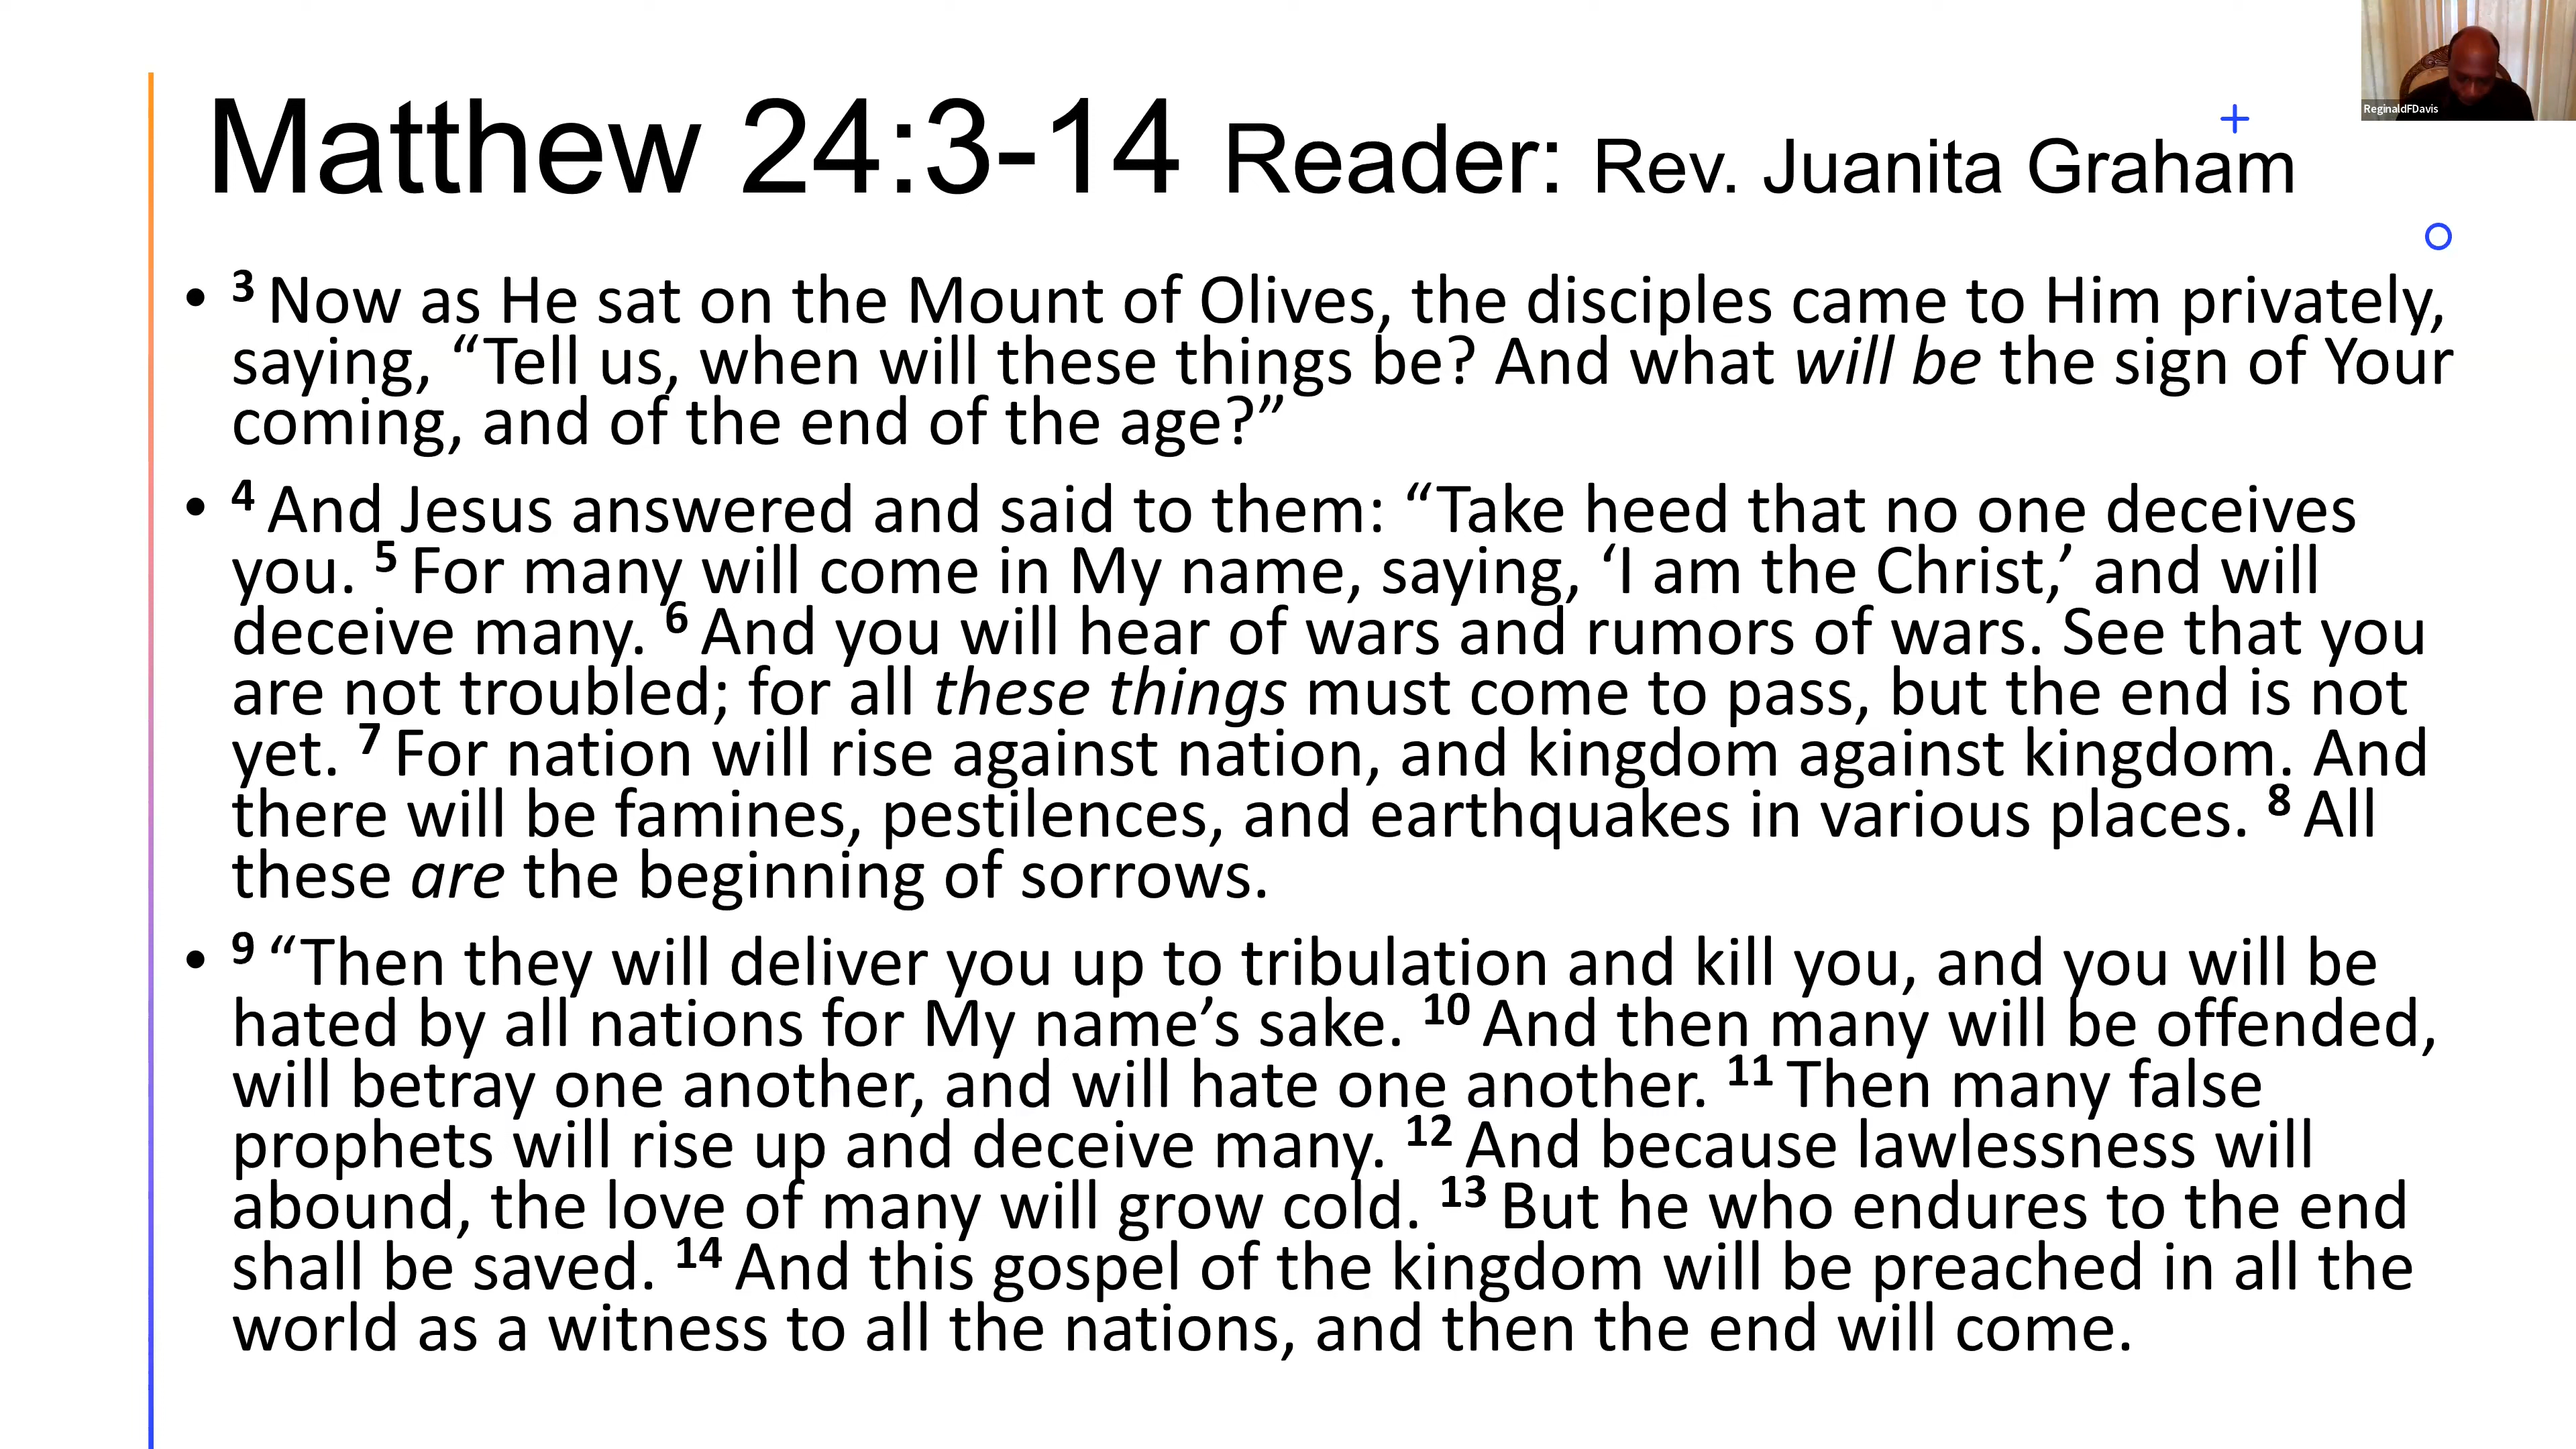 ReginaldFDavis
Matthew 24:3-14 Reader: Rev. Juanita Graham
• 3 Now as He sat on the Mount of Olives, the disciples came to Him privately,
saying, “Tell us, when will these things be? And what will be the sign of Your
coming, and of the end of the age?”
• 4 And Jesus answered and said to them: “Take heed that no one deceives
you. 5 For many will come in My name, saying, ‘I am the Christ,’ and will
deceive many. 6 And you will hear of wars and rumors of wars. See that you
are not troubled; for all these things must come to pass, but the end is not
yet. 7 For nation will rise against nation, and kingdom against kingdom. And
there will be famines, pestilences, and earthquakes in various places. 8 All
these are the beginning of sorrows.
• 9 “Then they will deliver you up to tribulation and kill you, and you will be
hated by all nations for My name’s sake. 10 And then many will be offended,
will betray one another, and will hate one another. 11 Then many false
prophets will rise up and deceive many. 12 And because lawlessness will
abound, the love of many will grow cold. 13 But he who endures to the end
shall be saved. 14 And this gospel of the kingdom will be preached in all the
world as a witness to all the nations, and then the end will come.